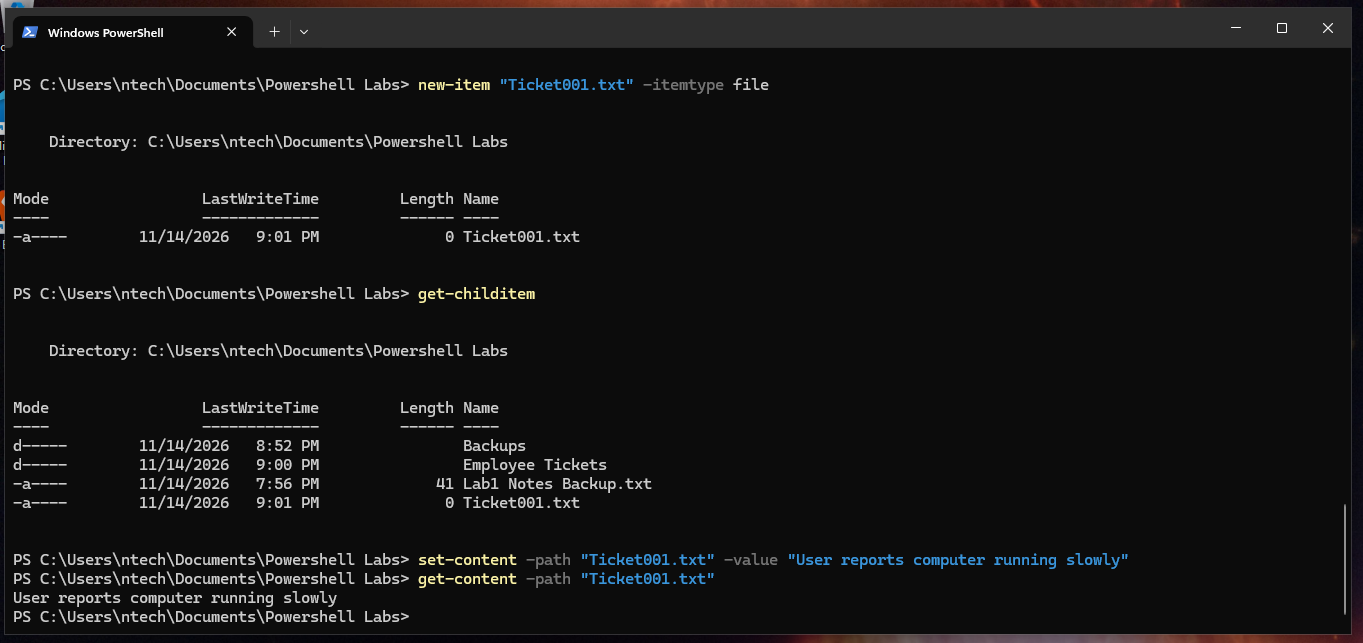 Windows PowerShell
PS C:\Users\ntech\Documents\Powershell Labs> new-item "Ticket001.txt" -itemtype file
Directory: C:\Users\ntech\Documents\Powershell Labs
Mode                 LastWriteTime         Length Name
----                 -------------         ------ ----
-a----        11/14/2026   9:01 PM              0 Ticket001.txt
PS C:\Users\ntech\Documents\Powershell Labs> get-childitem
Directory: C:\Users\ntech\Documents\Powershell Labs
Mode                 LastWriteTime         Length Name
----                 -------------         ------ ----
d-----        11/14/2026   8:52 PM                Backups
d-----        11/14/2026   9:00 PM                Employee Tickets
-a----        11/14/2026   7:56 PM             41 Lab1 Notes Backup.txt
-a----        11/14/2026   9:01 PM              0 Ticket001.txt
PS C:\Users\ntech\Documents\Powershell Labs> set-content -path "Ticket001.txt" -value "User reports computer running slowly"
PS C:\Users\ntech\Documents\Powershell Labs> get-content -path "Ticket001.txt"
User reports computer running slowly
PS C:\Users\ntech\Documents\Powershell Labs>